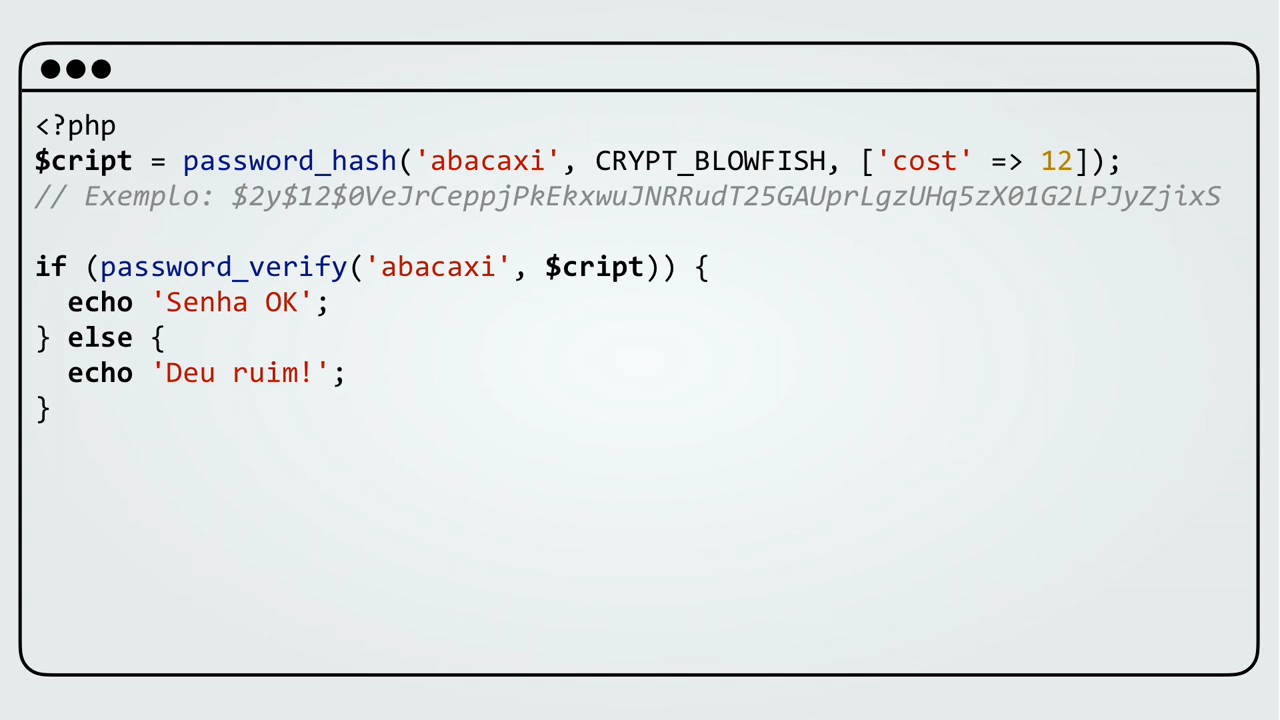 <?php
$cript = password_hash('abacaxi', CRYPT_BLOWFISH, ['cost' => 12]);
// Exemplo: $2y$12$0VeJrCeppjPkEkxwuJNRRudT25GAUprLgzUHq5zX01G2LPJyZjixS
if (password_verify('abacaxi', $cript)) {
echo 'Senha OK';
} else {
echo 'Deu ruim!';
}